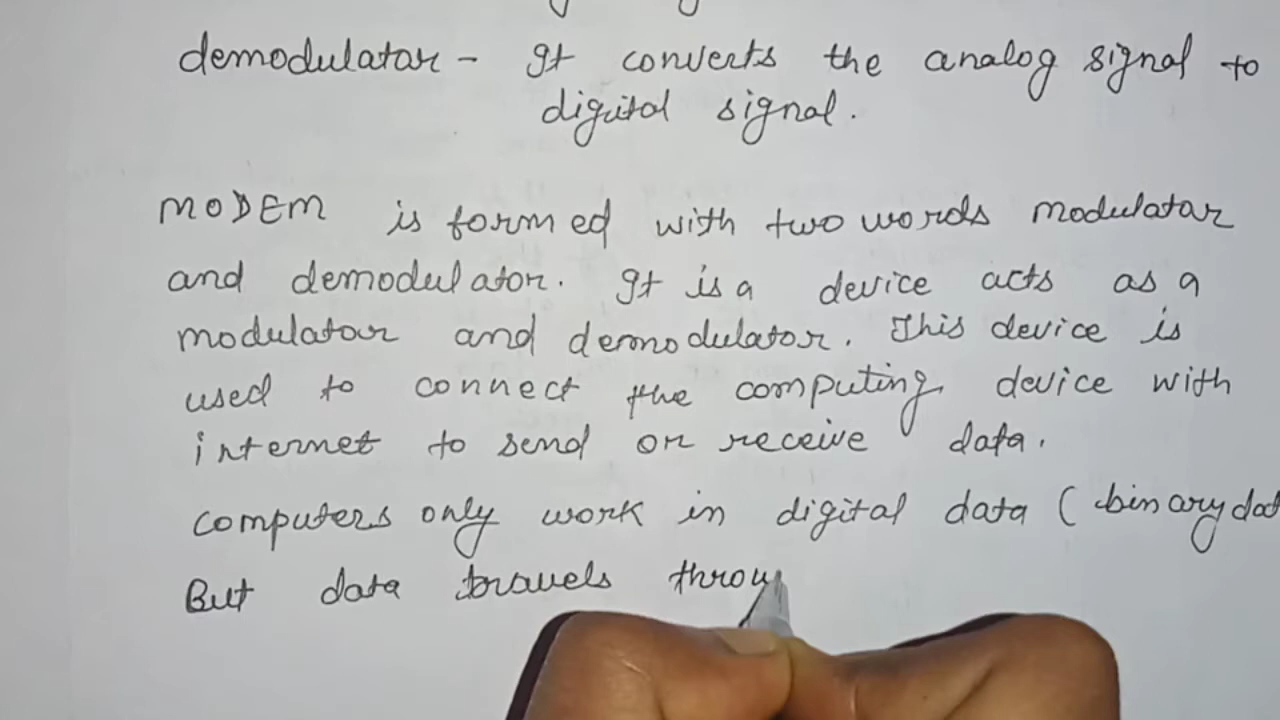 demodulatar - It converts the analog signal to
digital signal.
MODEM is formed with two words modulatar
and demodulator. It is a device acts as a
modulator and demodulator. This device is
used to connect the computing device with
internet to send or receive data.
computers only work in digital data ( binary dat
But data travels throu